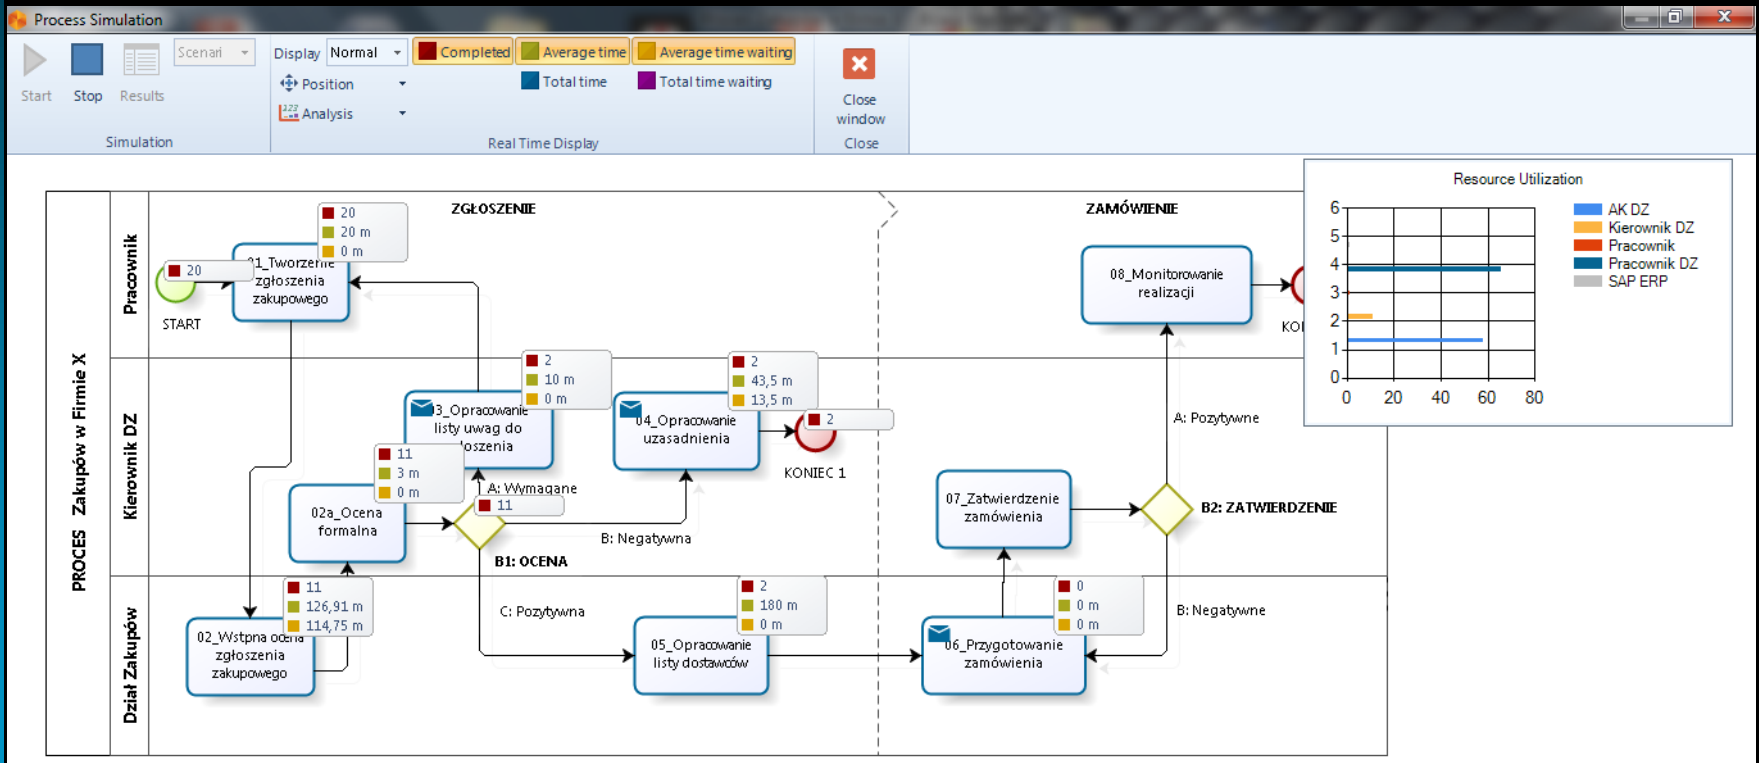 Process Simulation
Start
Stop
Results
Scenari
Simulation
Display Normal
Position
Analysis
Completed
Average time
Average time waiting
Total time
Total time waiting
Real Time Display
Close
window
Close
PROCES Zakupów w Firmie X
Pracownik
Kierownik DZ
Dział Zakupów
ZGŁOSZENIE
ZAMÓWIENIE
20
START
20
20 m
0 m
01_Tworzenie
zgłoszenia
zakupowego
08_Monitorowanie
realizacji
2
10 m
0 m
03_Opracowanie
listy uwag do
2
43,5 m
13,5 m
04_Opracowanie
uzasadnienia
2
KONIEC 1
11
3 m
0 m
02a_Ocena
formalna
A: Wymagane
11
B: Negatywna
B1: OCENA
C: Pozytywna
07_Zatwierdzenie
zamówienia
A: Pozytywne
B2: ZATWIERDZENIE
B: Negatywne
11
126,91 m
114,75 m
02_Wstpna ocena
zgłoszenia
zakupowego
2
180 m
0 m
05_Opracowanie
listy dostawców
0
0 m
0 m
06_Przygotowanie
zamówienia
Resource Utilization
6
5
4
3
2
1
0
0 20 40 60 80
AK DZ
Kierownik DZ
Pracownik
Pracownik DZ
SAP ERP